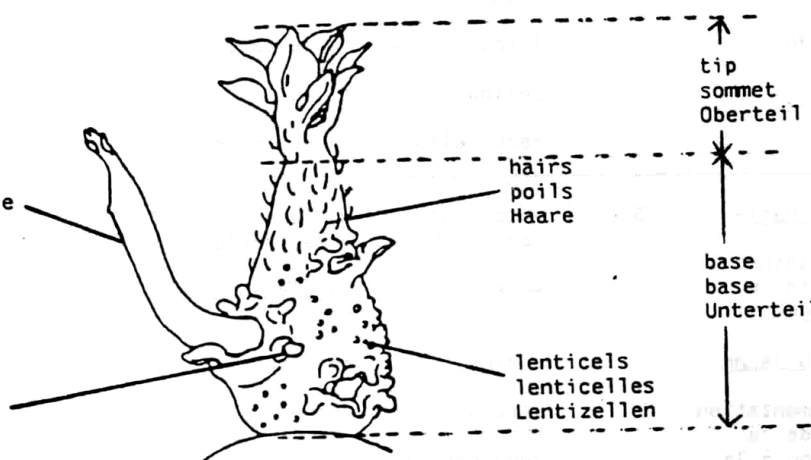 tip
sommet
Oberteil
hairs
poils
Haare
e
base
base
Unterteil
lenticels
lenticelles
Lentizellen